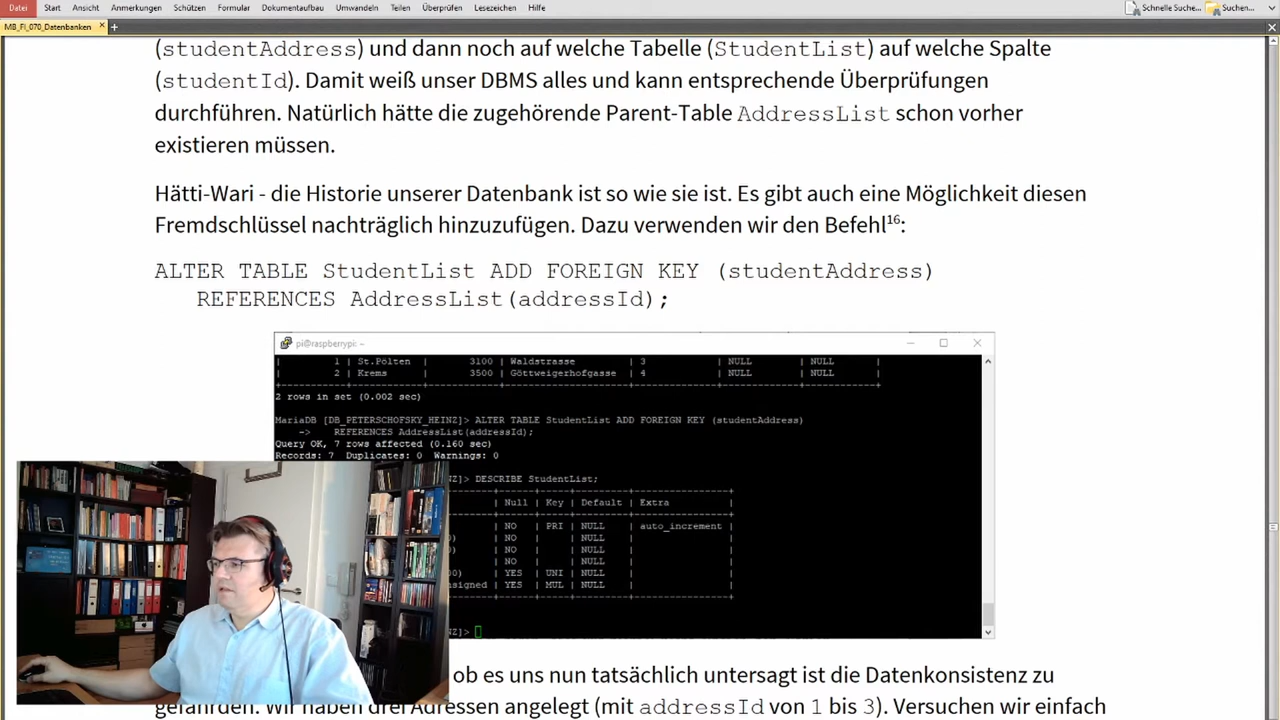 Datei Start Ansicht Anmerkungen Schützen Formular Dokumentaufbau Umwandeln Teilen Überprüfen Lesezeichen Hilfe Schnelle Suche... Suchen...
MB_FI_070_Datenbanken × +
(studentAddress) und dann noch auf welche Tabelle (StudentList) auf welche Spalte
(studentId). Damit weiß unser DBMS alles und kann entsprechende Überprüfungen
durchführen. Natürlich hätte die zugehörende Parent-Table AddressList schon vorher
existieren müssen.
Hätti-Wari - die Historie unserer Datenbank ist so wie sie ist. Es gibt auch eine Möglichkeit diesen
Fremdschlüssel nachträglich hinzuzufügen. Dazu verwenden wir den Befehl16:
ALTER TABLE StudentList ADD FOREIGN KEY (studentAddress)
REFERENCES AddressList(addressId);
pi@raspberrypi: ~
| 1 | St.Pölten | 3100 | Waldstrasse | 3 | NULL | NULL |
| 2 | Krems | 3500 | Göttweigerhofgasse | 4 | NULL | NULL |
2 rows in set (0.002 sec)
MariaDB [DB_PETERSCHOFSKY_HEINZ]> ALTER TABLE StudentList ADD FOREIGN KEY (studentAddress)
-> REFERENCES AddressList(addressId);
Query OK, 7 rows affected (0.160 sec)
Records: 7 Duplicates: 0 Warnings: 0
NZ]> DESCRIBE StudentList;
| Null | Key | Default | Extra |
| NO | PRI | NULL | auto_increment |
) | NO | | NULL | |
) | NO | | NULL | |
| NO | | NULL | |
00) | YES | UNI | NULL | |
nsigned | YES | MUL | NULL | |
NZ]>
ob es uns nun tatsächlich untersagt ist die Datenkonsistenz zu
gefährden. Wir haben drei Adressen angelegt (mit addressId von 1 bis 3). Versuchen wir einfach